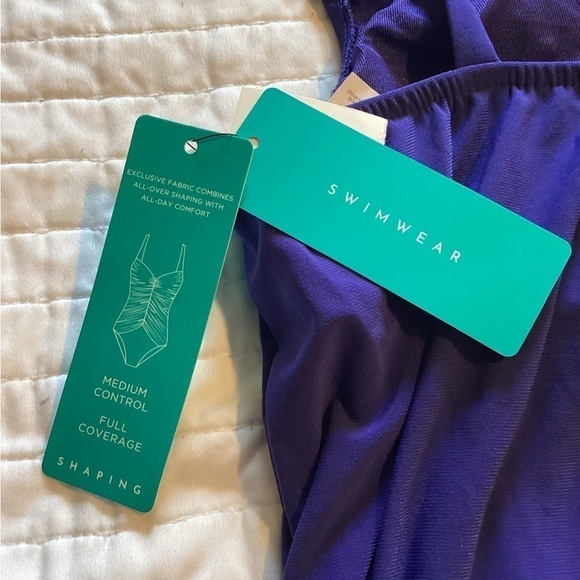 EXCLUSIVE FABRIC COMBINES
ALL-OVER SHAPING WITH
ALL-DAY COMFORT
MEDIUM
CONTROL
FULL
COVERAGE
SHAPING
SWIMWEAR